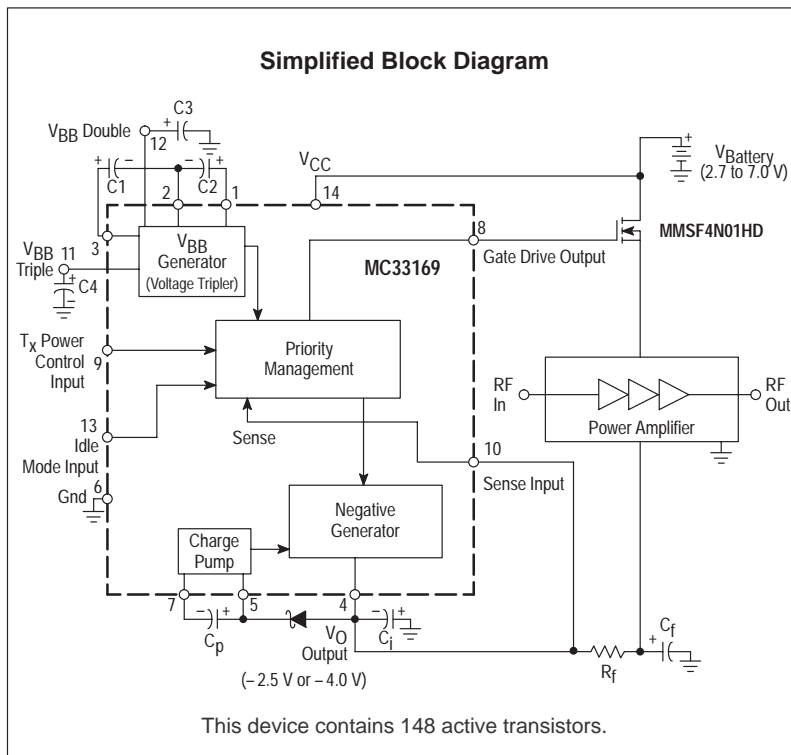 Simplified Block Diagram
C3
+
VBB Double
12
+
C1
−
−
C2
+
2
1
VCC
14
+
VBattery
(2.7 to 7.0 V)
3
VBB
Generator
(Voltage Tripler)
8
Gate Drive Output
MMSF4N01HD
MC33169
VBB
Triple
11
+
C4
−
Tx Power
Control
Input
9
Priority
Management
RF
In
RF
Out
Power Amplifier
13
Idle
Mode Input
Sense
10
Sense Input
6
Gnd
Negative
Generator
Charge
Pump
7
5
4
−
+
Cp
VO
Output
(– 2.5 V or – 4.0 V)
−
+
Ci
Rf
+
Cf
This device contains 148 active transistors.